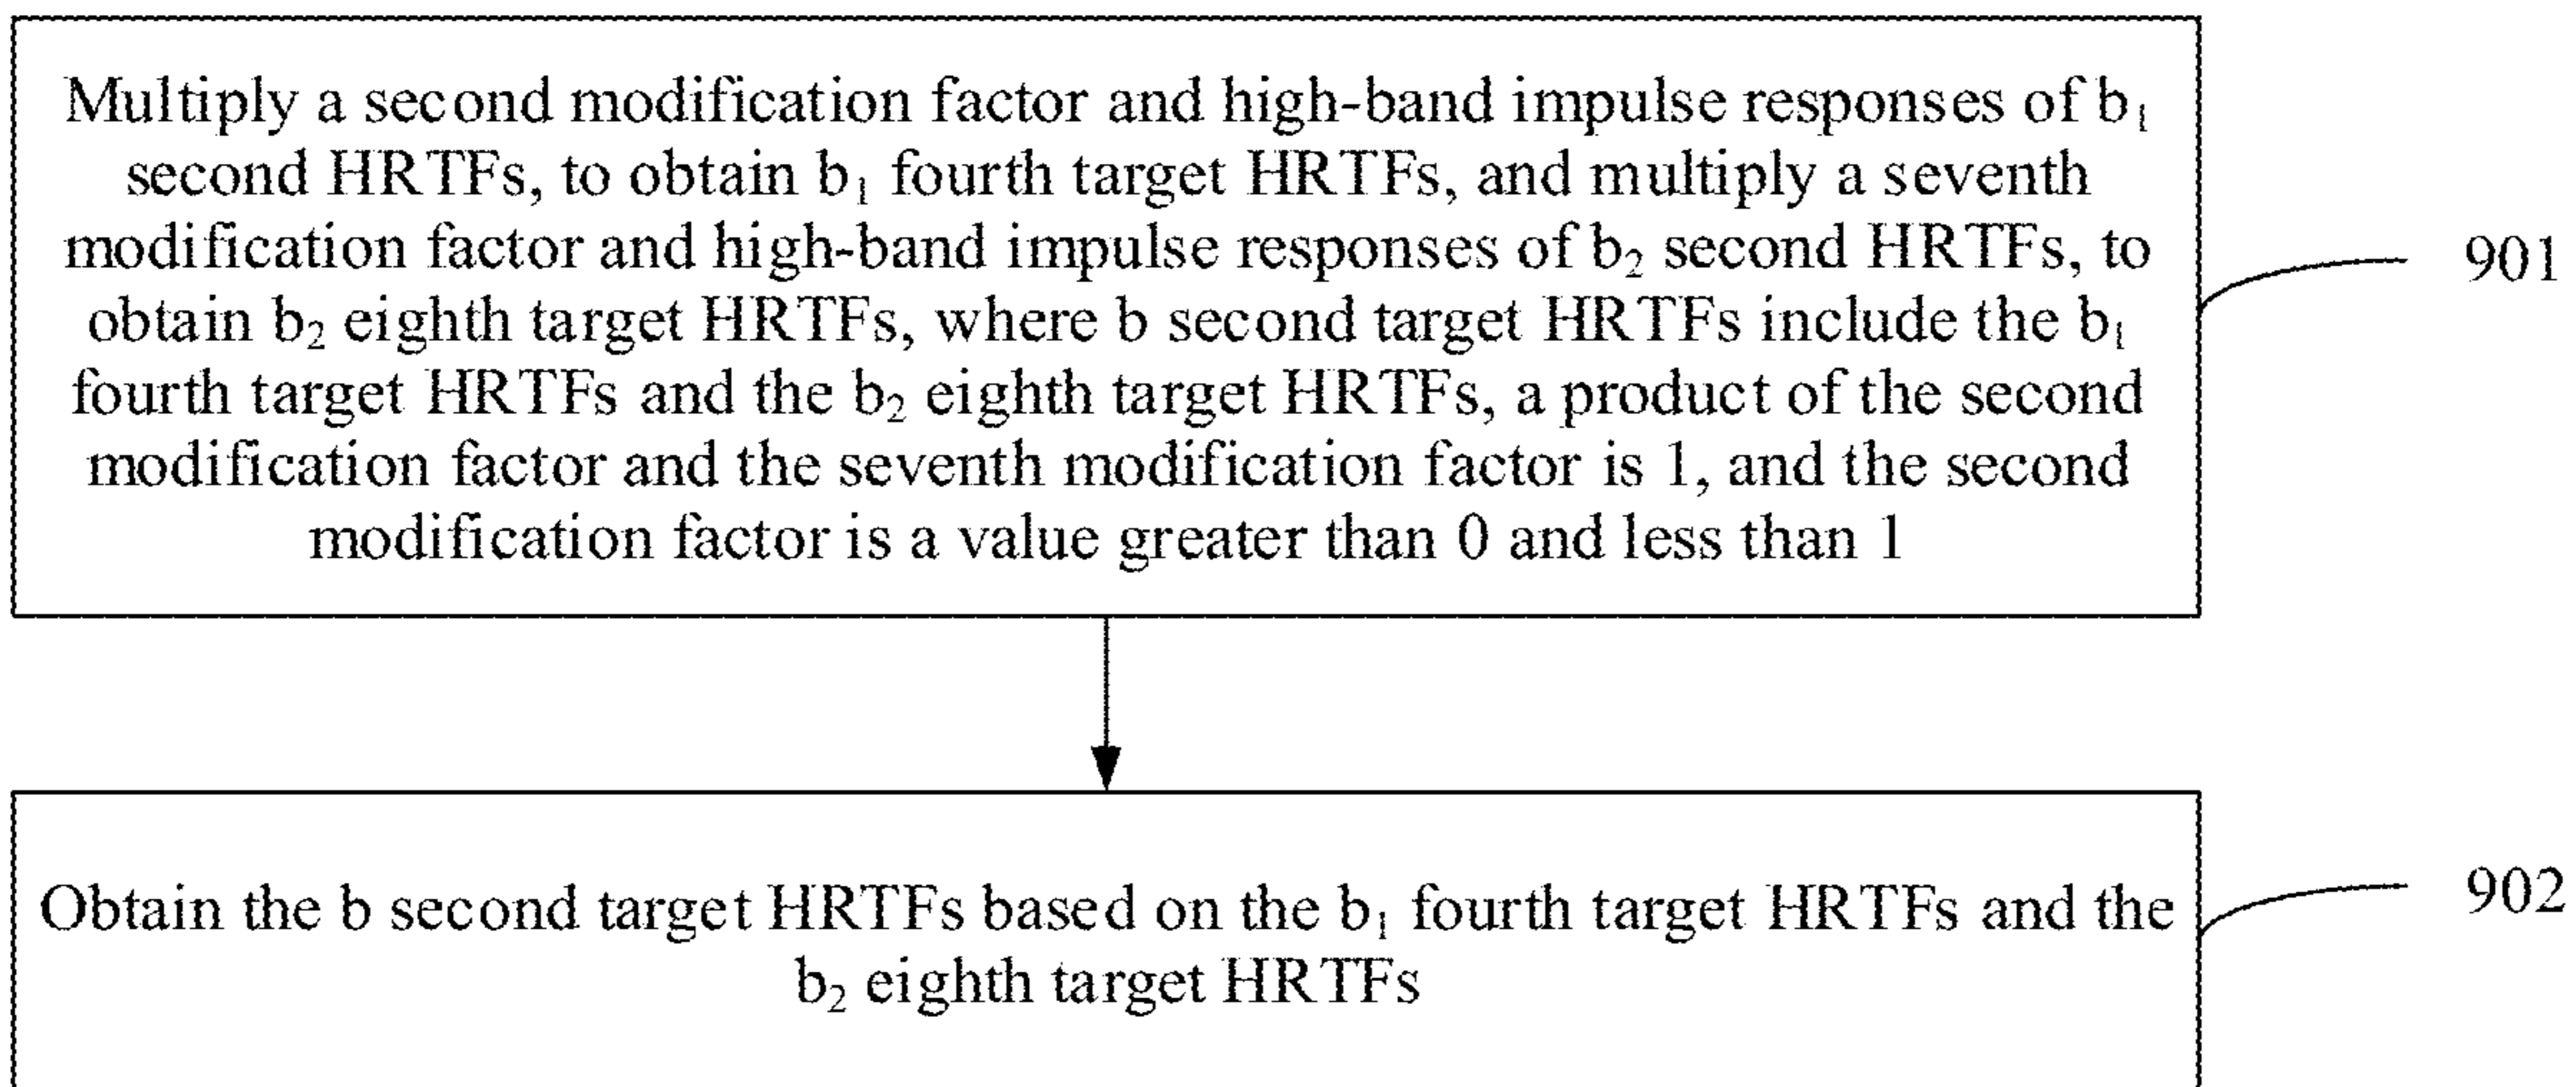 Multiply a second modification factor and high-band impulse responses of b₁
second HRTFs, to obtain b₁ fourth target HRTFs, and multiply a seventh
modification factor and high-band impulse responses of b₂ second HRTFs, to
obtain b₂ eighth target HRTFs, where b second target HRTFs include the b₁
fourth target HRTFs and the b₂ eighth target HRTFs, a product of the second
modification factor and the seventh modification factor is 1, and the second
modification factor is a value greater than 0 and less than 1
901
Obtain the b second target HRTFs based on the b₁ fourth target HRTFs and the
b₂ eighth target HRTFs
902